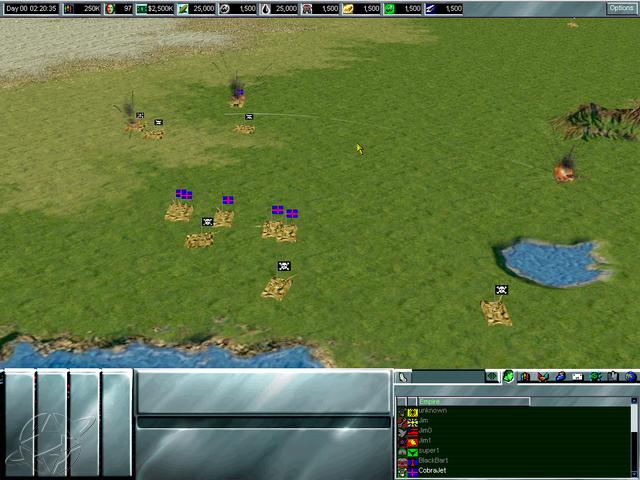 Day 00 02:20:35 250K 97 $2,500K 25,000 1,500 25,000 1,500 1,500 1,500 1,500 Options
Empire
unknown
Jim
Jim0
Jim1
super1
BlackBart
CobraJet